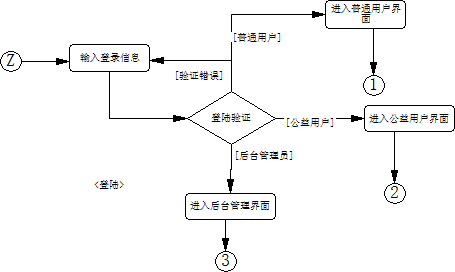 进入普通用户界
面
[普通用户]
Z
输入登录信息
[验证错误]
1
登陆验证
[公益用户]
进入公益用户界面
[后台管理员]
<登陆>
2
进入后台管理界面
3